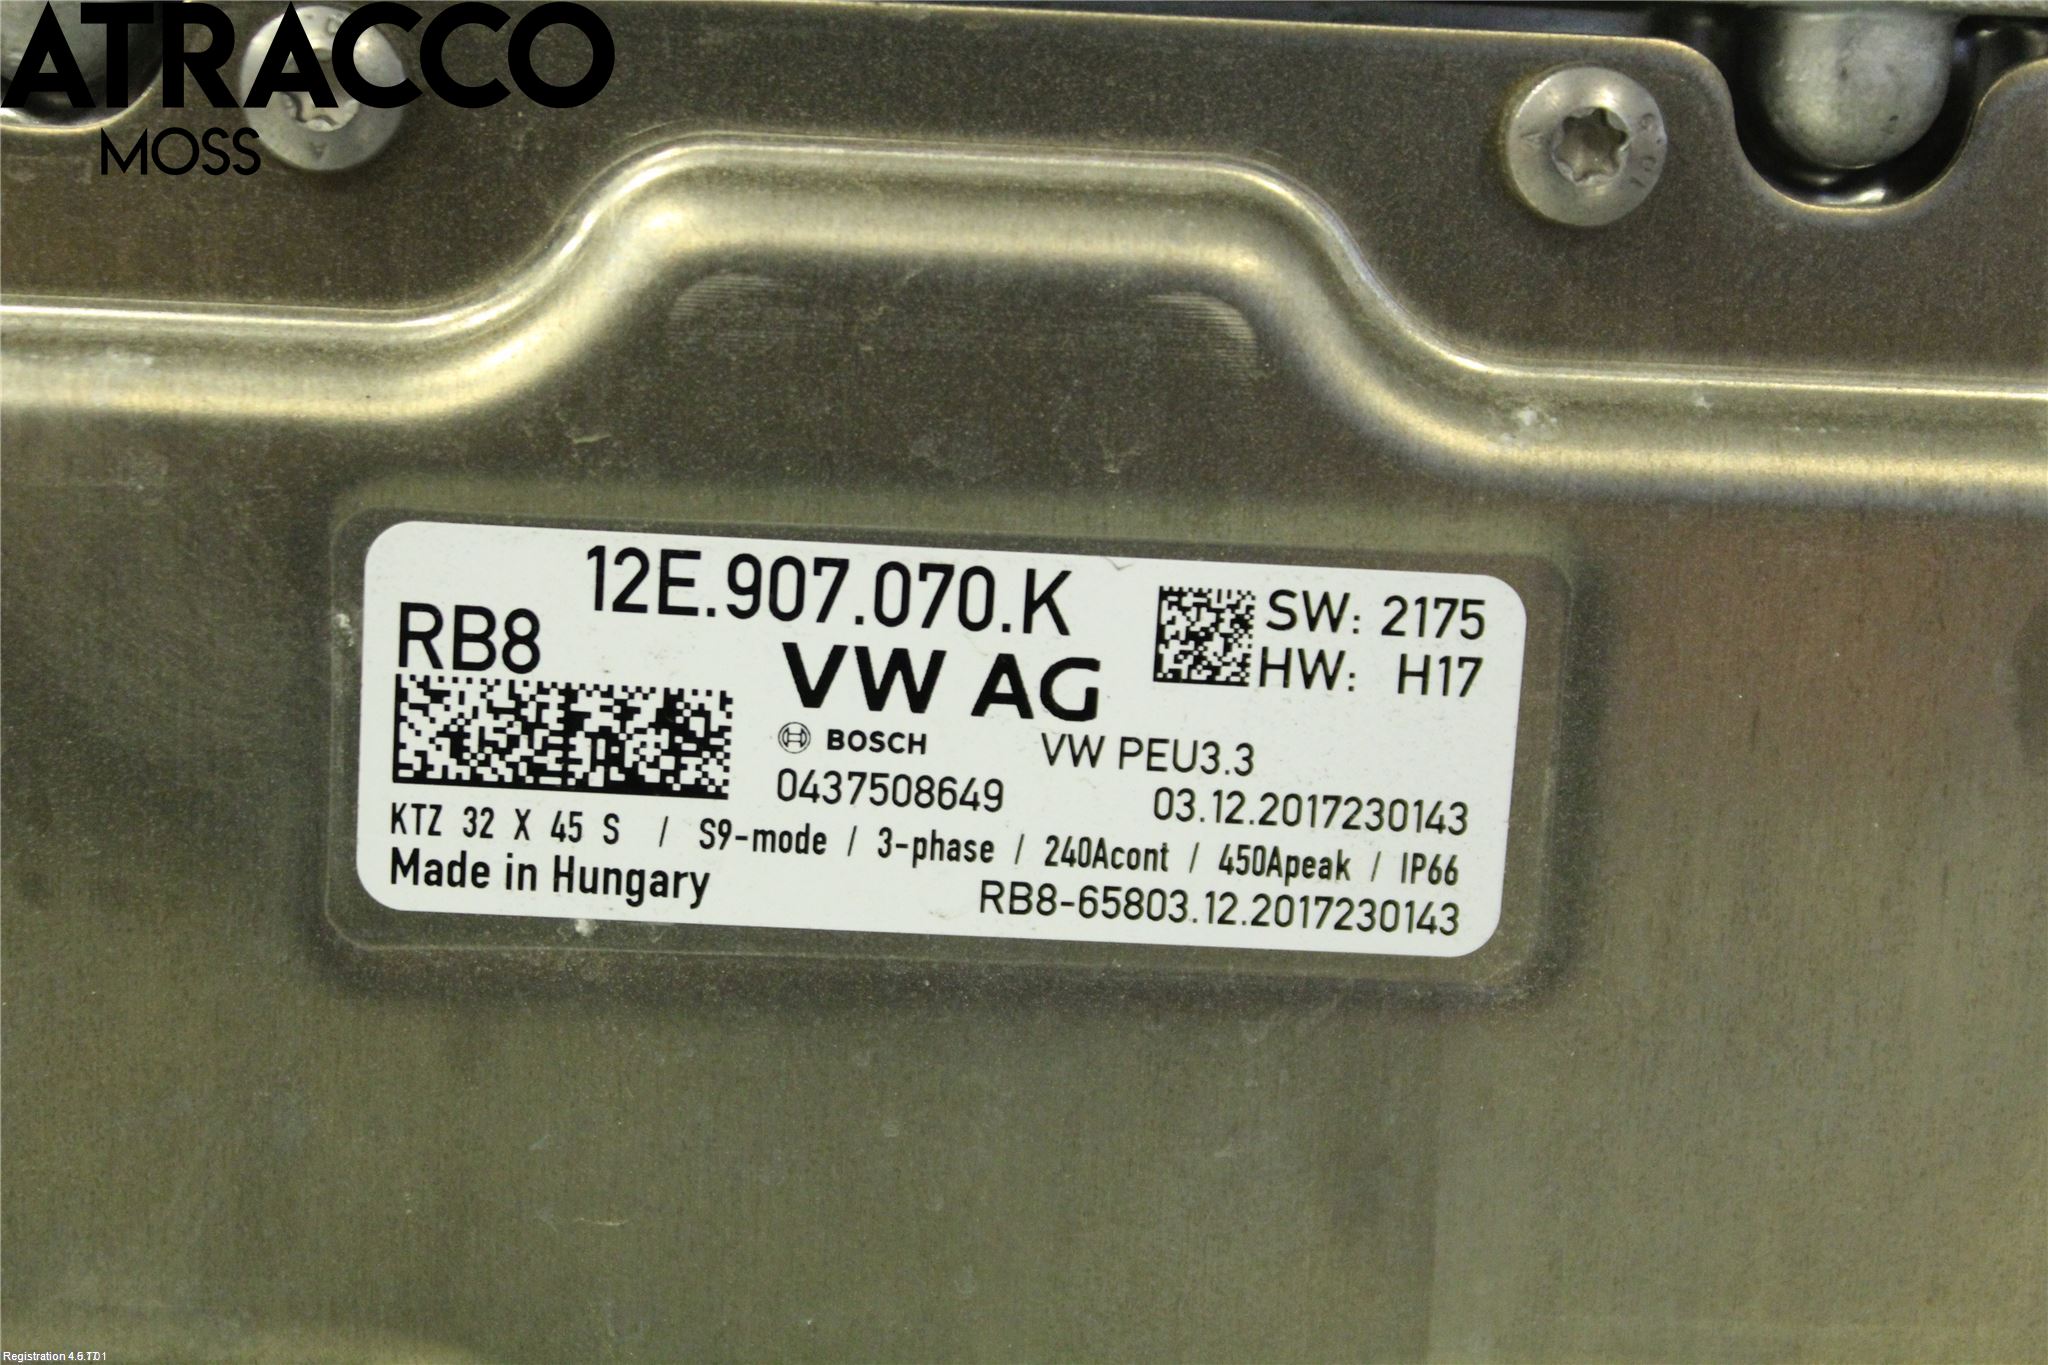 ATRACCO
MOSS
12E.907.070.K
RB8
SW: 2175
HW: H17
VW AG
BOSCH
VW PEU3.3
0437508649
03.12.2017230143
KTZ 32 X 45 S / S9-mode / 3-phase / 240Acont / 450Apeak / IP66
Made in Hungary
RB8-65803.12.2017230143
Registration